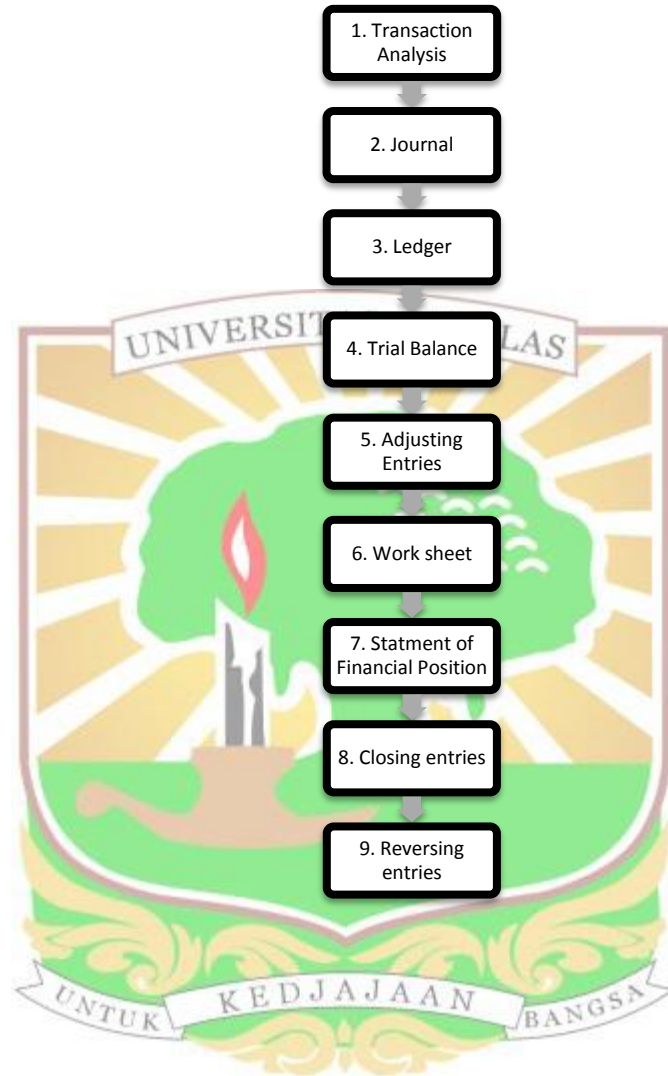 1. Transaction
Analysis
2. Journal
3. Ledger
UNIVERSIT LAS
4. Trial Balance
5. Adjusting
Entries
6. Work sheet
7. Statment of
Financial Position
8. Closing entries
9. Reversing
entries
UNTUK KEDJAJAAN BANGSA